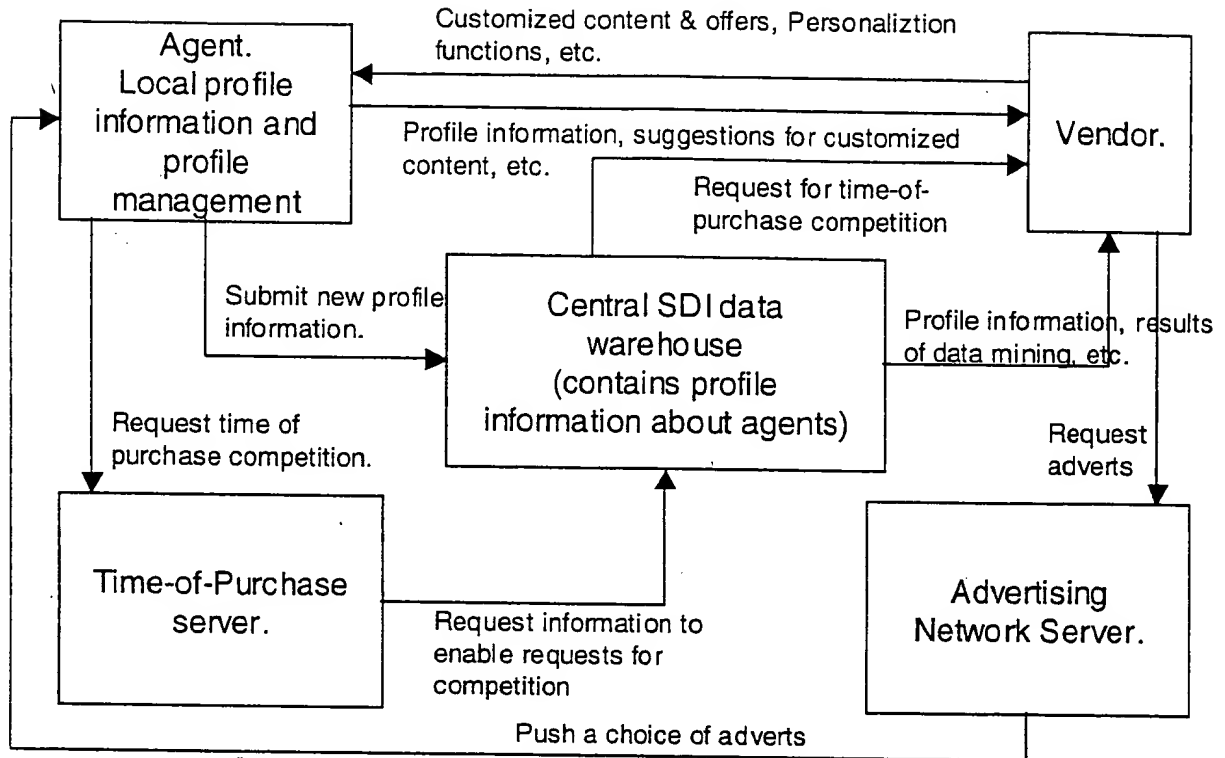 Customized content & offers, Personaliztion
functions, etc.
Agent.
Local profile
information and
profile
management
Vendor.
Profile information, suggestions for customized
content, etc.
Request for time-of-
purchase competition
Submit new profile
information.
Central SDI data
warehouse
(contains profile
information about agents)
Profile information, results
of data mining, etc.
Request time of
purchase competition.
Request
adverts
Time-of-Purchase
server.
Request information to
enable requests for
competition
Advertising
Network Server.
Push a choice of adverts